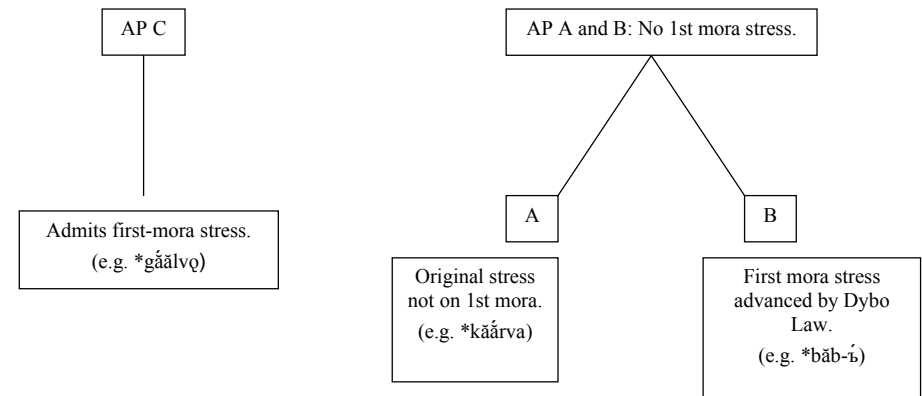 AP C
Admits first-mora stress.
(e.g. *gắălvǫ)
AP A and B: No 1st mora stress.
A
Original stress
not on 1st mora.
(e.g. *kăắrva)
B
First mora stress
advanced by Dybo
Law.
(e.g. *băb-ъ́)